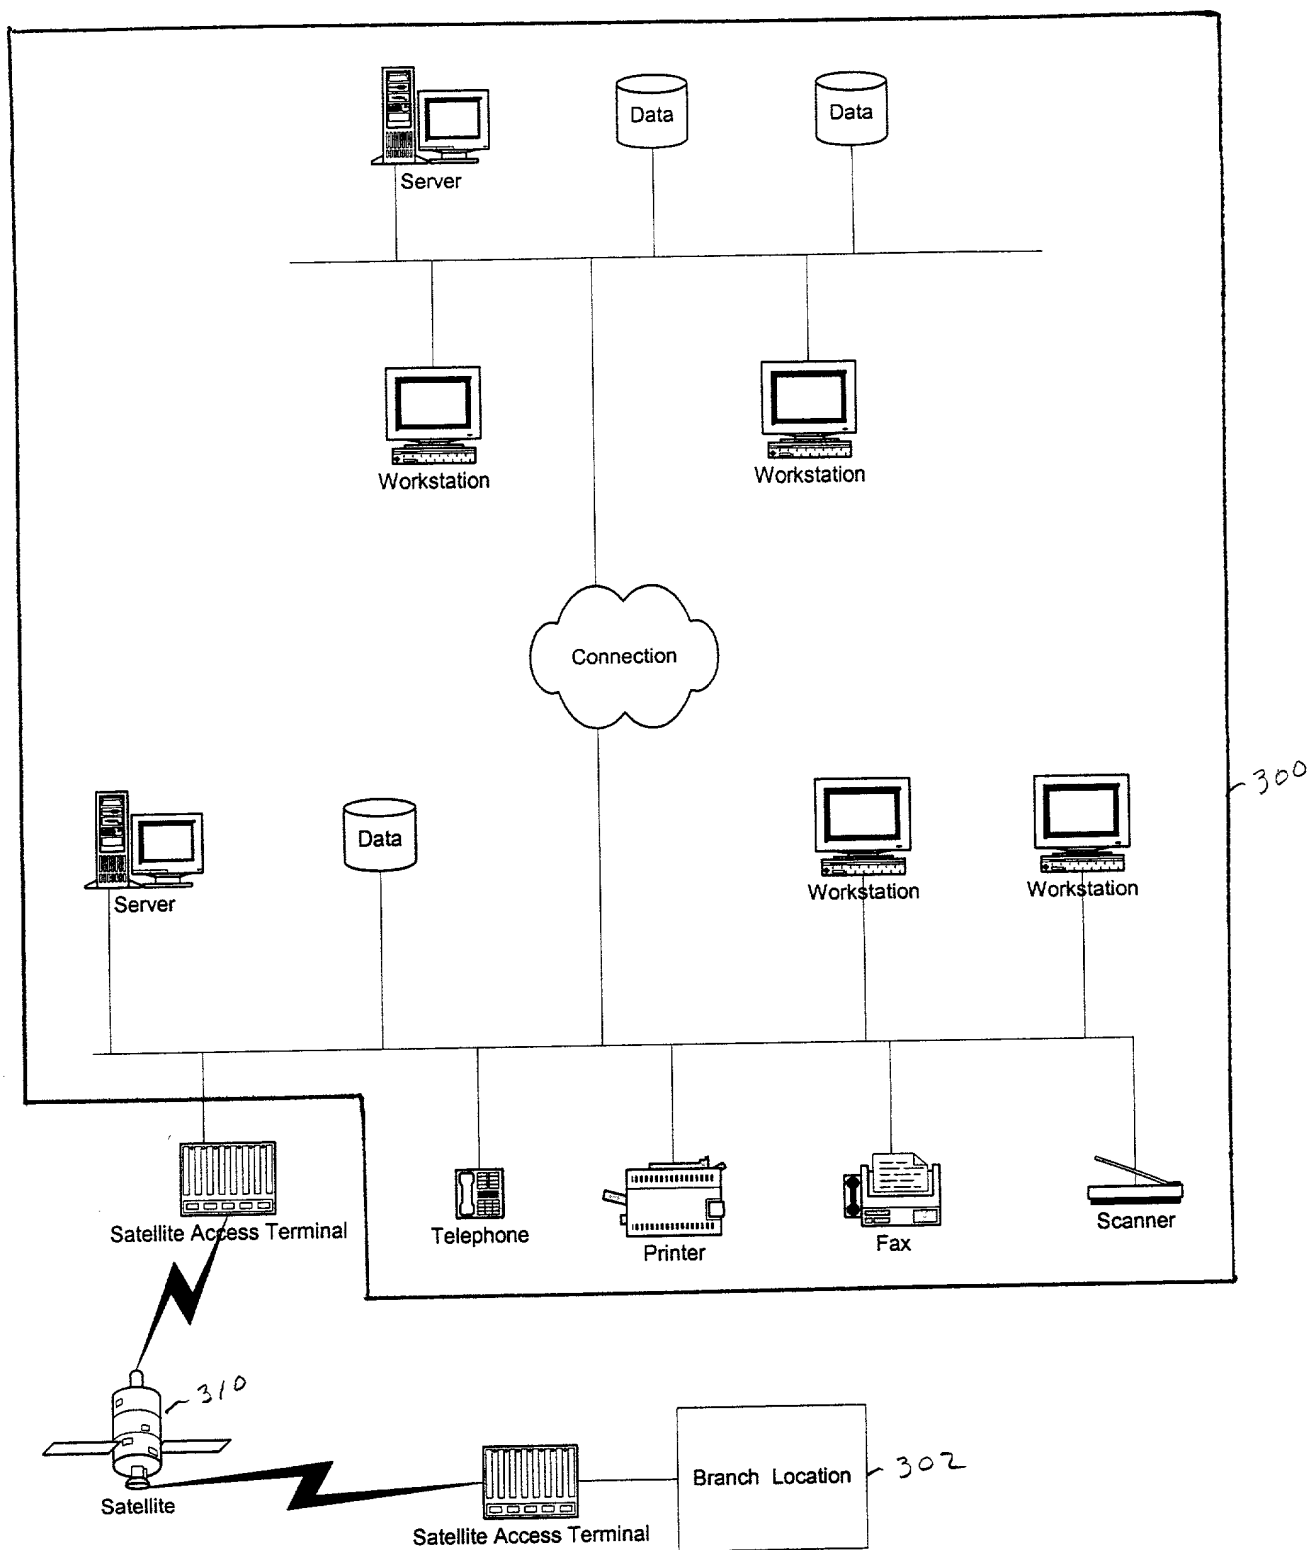 Server
Data
Data
Workstation
Workstation
Connection
300
Server
Data
Workstation
Workstation
Satellite Access Terminal
Telephone
Printer
Fax
Scanner
310
Satellite
Satellite Access Terminal
Branch Location
302